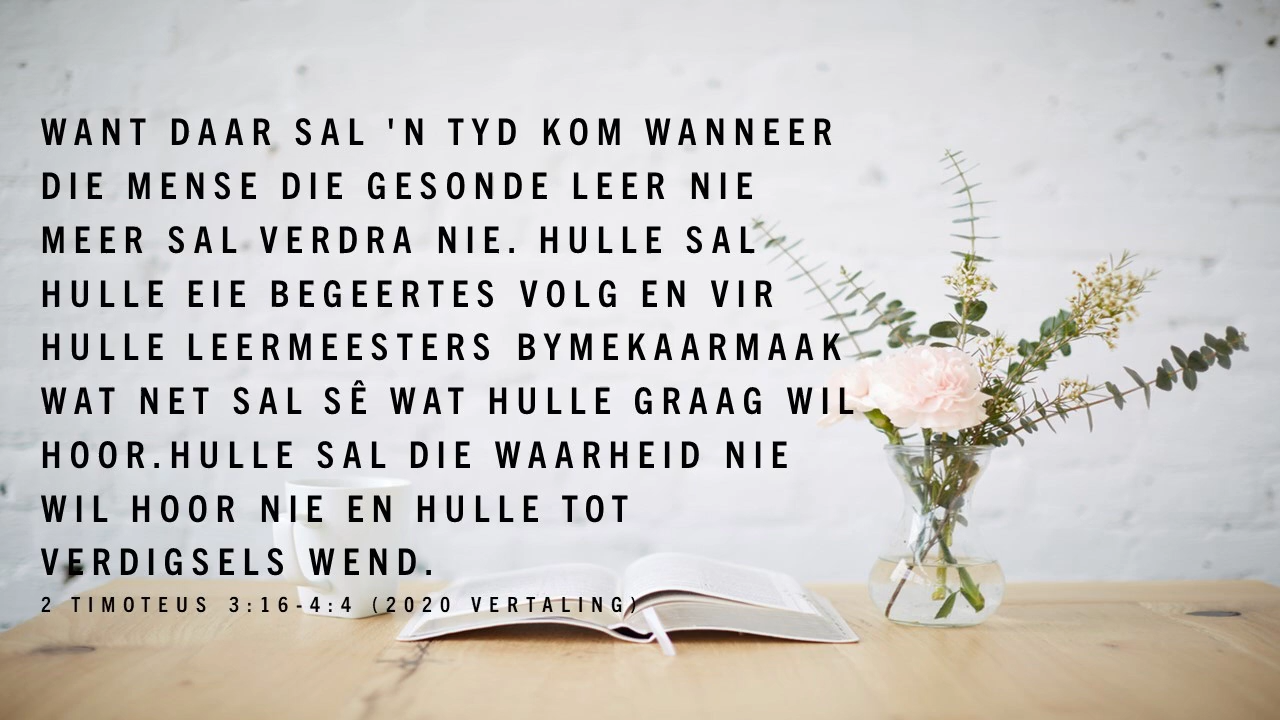 WANT DAAR SAL 'N TYD KOM WANNEER
DIE MENSE DIE GESONDE LEER NIE
MEER SAL VERDRA NIE. HULLE SAL
HULLE EIE BEGEERTES VOLG EN VIR
HULLE LEERMEESTERS BYMEKAARMAAK
WAT NET SAL SÊ WAT HULLE GRAAG WIL
HOOR.HULLE SAL DIE WAARHEID NIE
WIL HOOR NIE EN HULLE TOT
VERDIGSELS WEND.
2 TIMOTEUS 3:16-4:4 (2020 VERTALING)